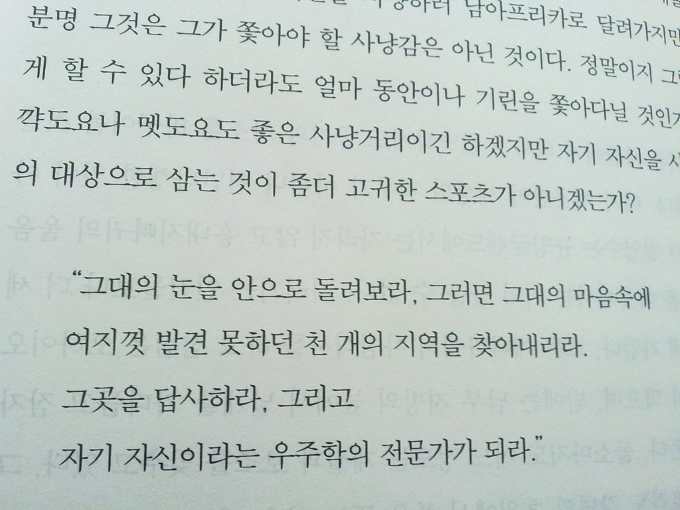 남아프리카로 달려가지만
분명 그것은 그가 쫓아야 할 사냥감은 아닌 것이다. 정말이지
게 할 수 있다 하더라도 얼마 동안이나 기린을 쫓아다닐 것인가
깍도요나 멧도요도 좋은 사냥거리이긴 하겠지만 자기 자신을
의 대상으로 삼는 것이 좀더 고귀한 스포츠가 아니겠는가?
“그대의 눈을 안으로 돌려보라, 그러면 그대의 마음속에
여지껏 발견 못하던 천 개의 지역을 찾아내리라.
그곳을 답사하라, 그리고
자기 자신이라는 우주학의 전문가가 되라.”